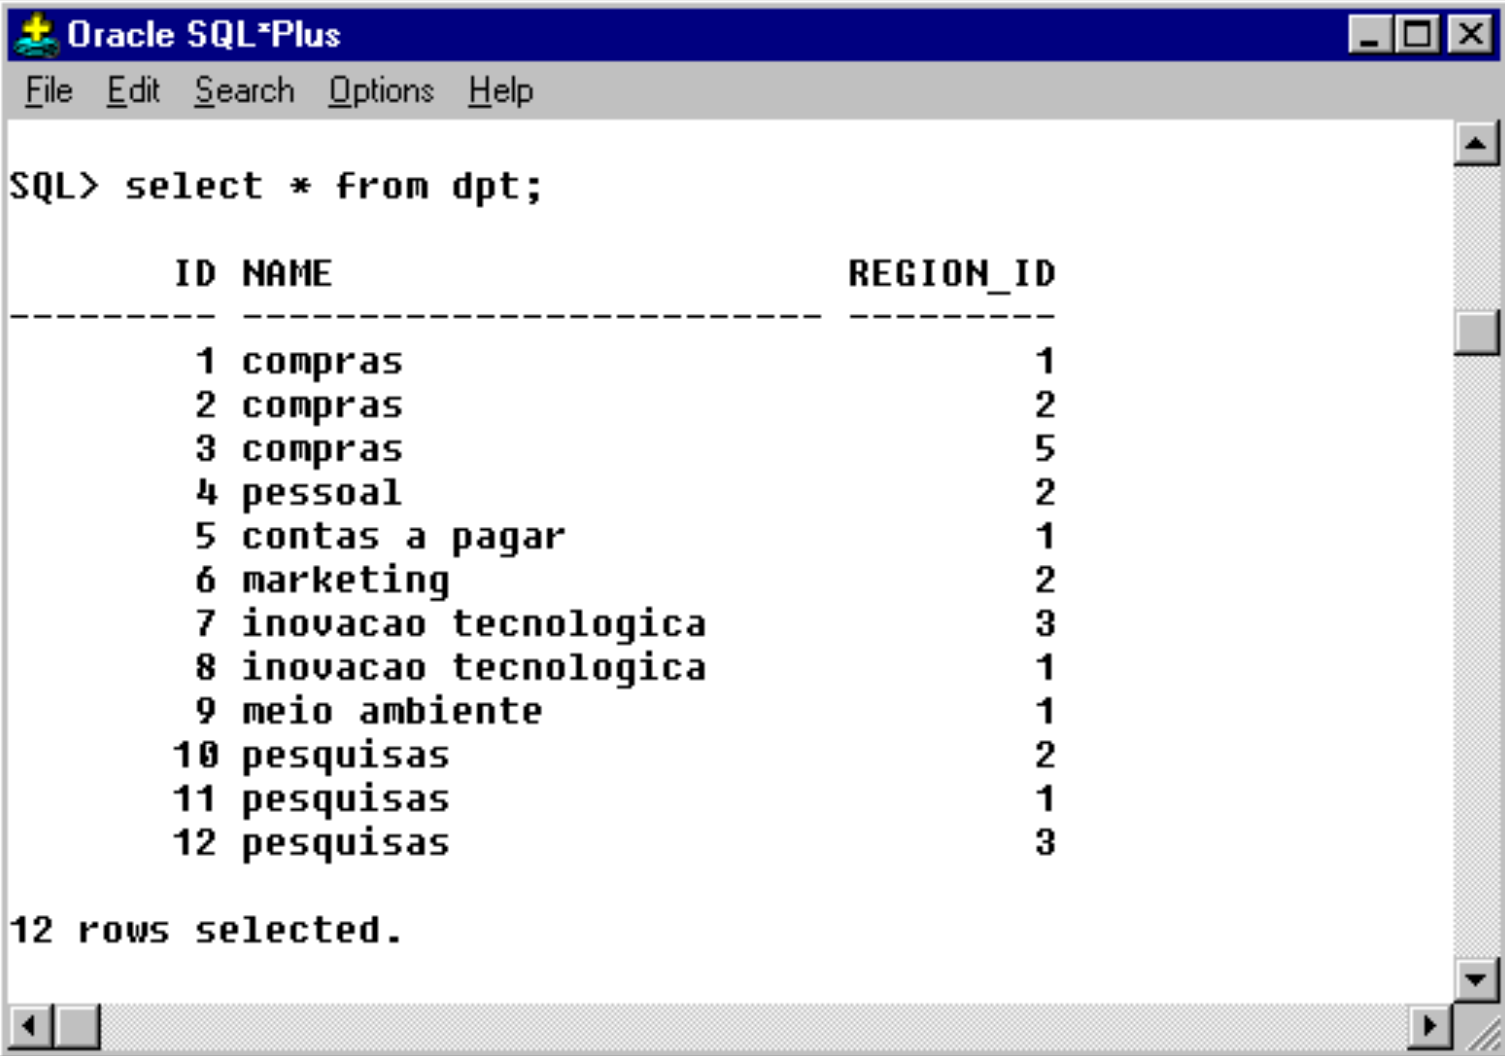 Oracle SQL*Plus
File Edit Search Options Help
SQL> select * from dpt;
ID NAME REGION_ID
--------- ------------------------- ---------
1 compras 1
2 compras 2
3 compras 5
4 pessoal 2
5 contas a pagar 1
6 marketing 2
7 inovacao tecnologica 3
8 inovacao tecnologica 1
9 meio ambiente 1
10 pesquisas 2
11 pesquisas 1
12 pesquisas 3
12 rows selected.